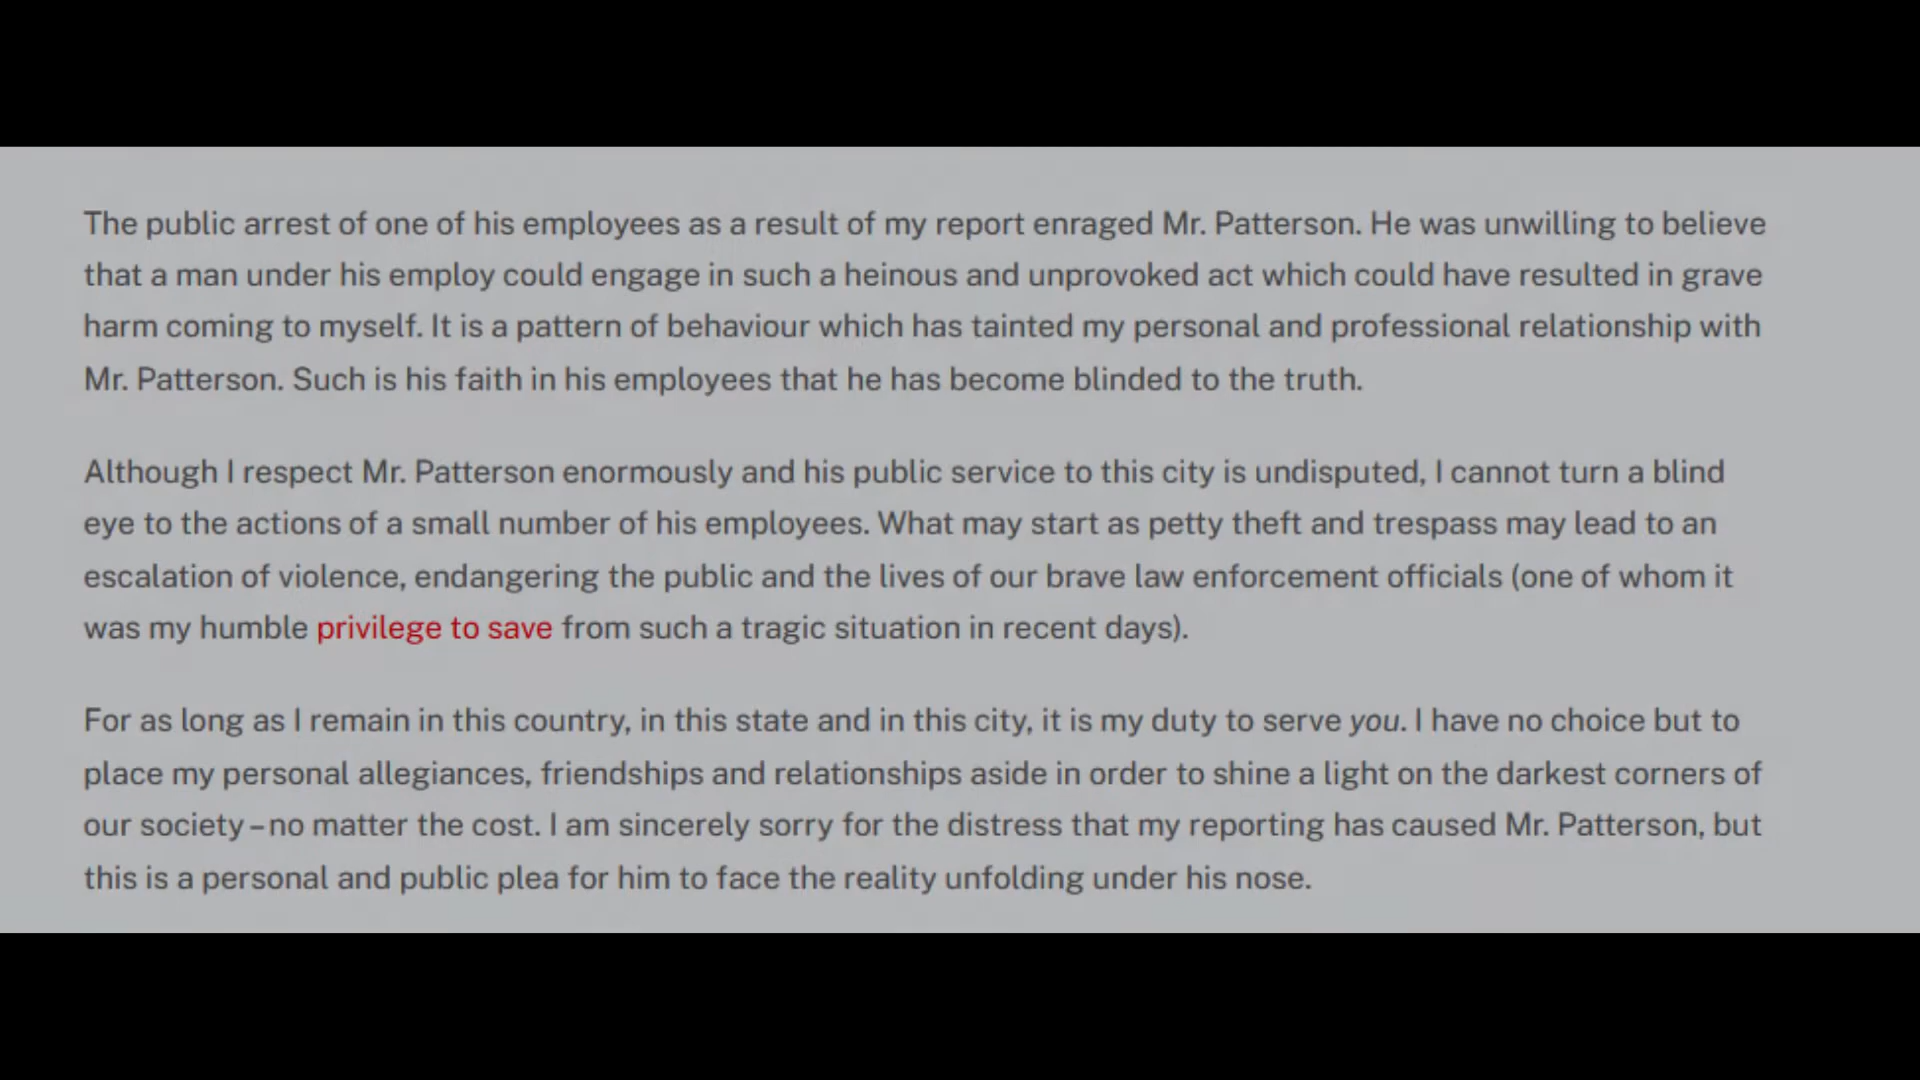 The public arrest of one of his employees as a result of my report enraged Mr. Patterson. He was unwilling to believe
that a man under his employ could engage in such a heinous and unprovoked act which could have resulted in grave
harm coming to myself. It is a pattern of behaviour which has tainted my personal and professional relationship with
Mr. Patterson. Such is his faith in his employees that he has become blinded to the truth.
Although I respect Mr. Patterson enormously and his public service to this city is undisputed, I cannot turn a blind
eye to the actions of a small number of his employees. What may start as petty theft and trespass may lead to an
escalation of violence, endangering the public and the lives of our brave law enforcement officials (one of whom it
was my humble privilege to save from such a tragic situation in recent days).
For as long as I remain in this country, in this state and in this city, it is my duty to serve you. I have no choice but to
place my personal allegiances, friendships and relationships aside in order to shine a light on the darkest corners of
our society – no matter the cost. I am sincerely sorry for the distress that my reporting has caused Mr. Patterson, but
this is a personal and public plea for him to face the reality unfolding under his nose.